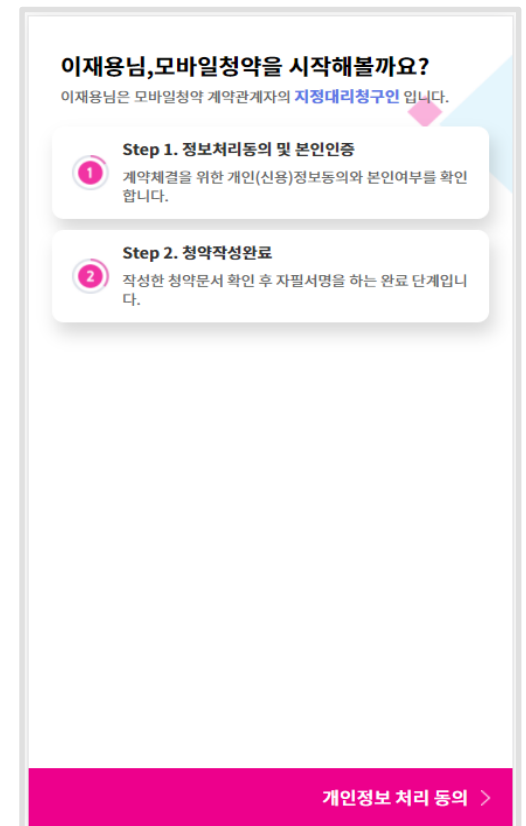 이재용님,모바일청약을 시작해볼까요?
이재용님은 모바일청약 계약관계자의 지정대리청구인 입니다.
Step 1. 정보처리동의 및 본인인증
1
계약체결을 위한 개인(신용)정보동의와 본인여부를 확인
합니다.
Step 2. 청약작성완료
2
작성한 청약문서 확인 후 자필서명을 하는 완료 단계입니
다.
개인정보 처리 동의